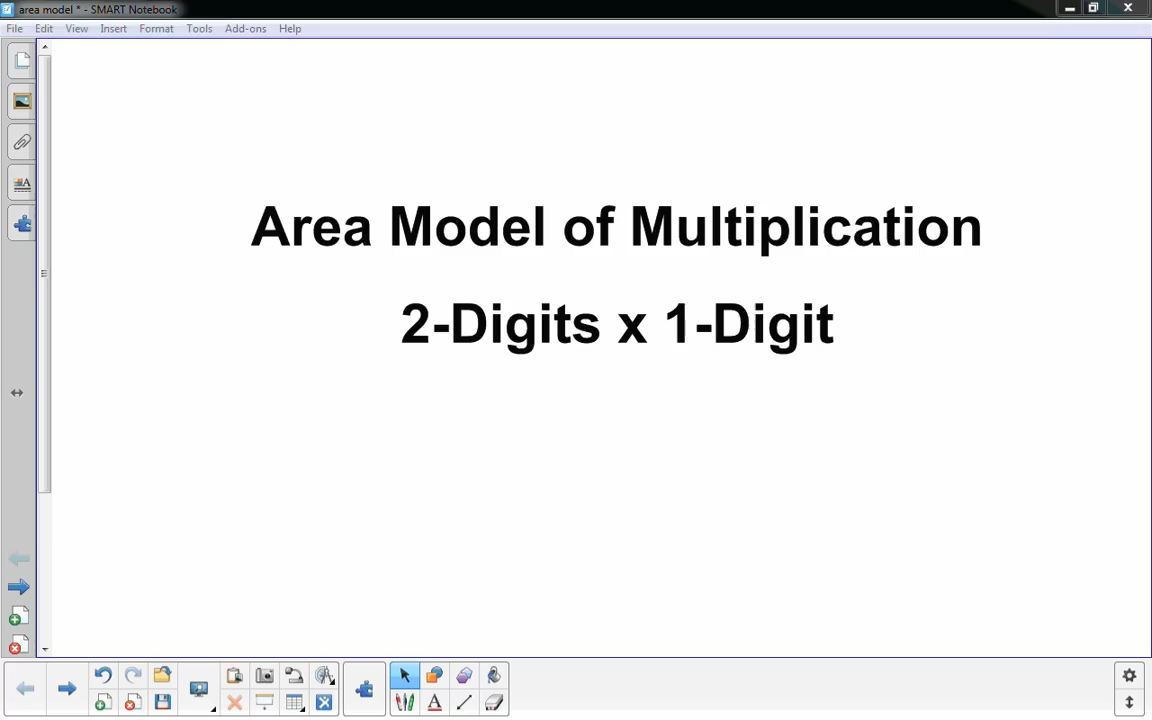 area model * - SMART Notebook
File Edit View Insert Format Tools Add-ons Help
Area Model of Multiplication
2-Digits x 1-Digit